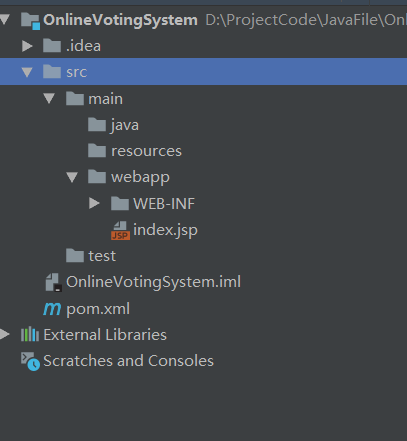 OnlineVotingSystem D:\ProjectCode\JavaFile\Onl
.idea
src
main
java
resources
webapp
WEB-INF
index.jsp
test
OnlineVotingSystem.iml
pom.xml
External Libraries
Scratches and Consoles